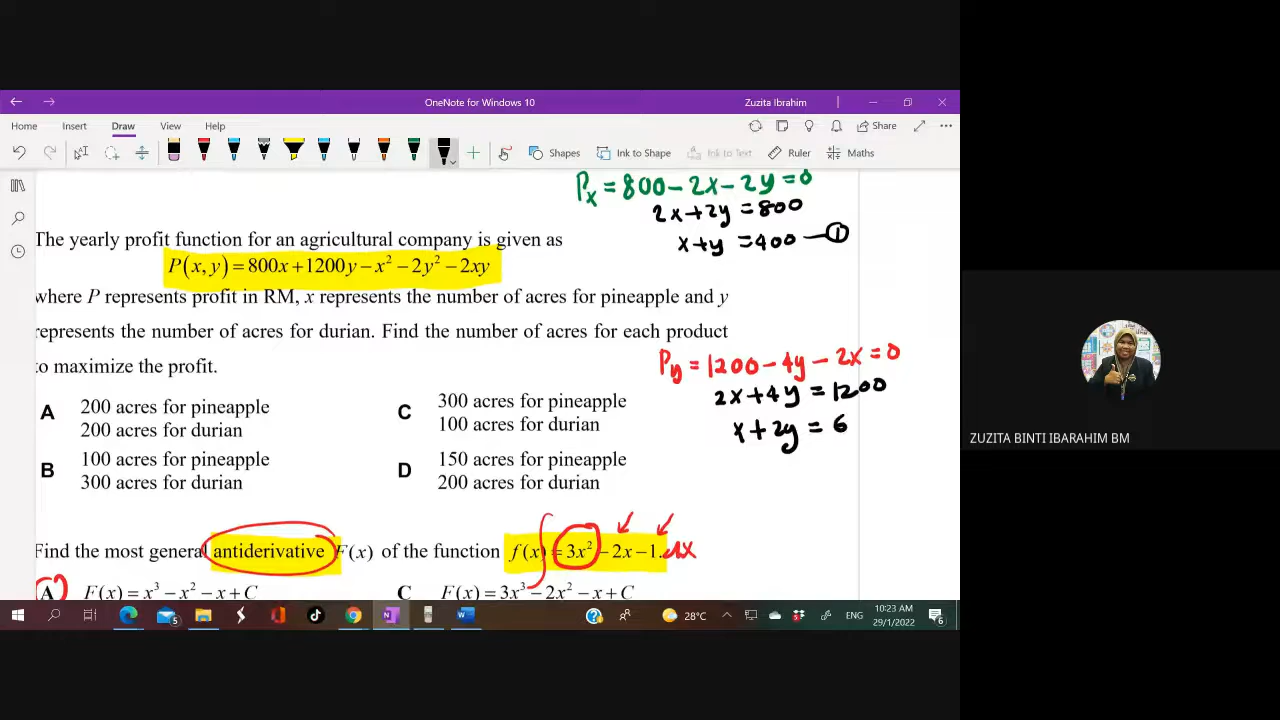 OneNote for Windows 10
Zuzita Ibrahim
Home Insert Draw View Help
Share
Shapes Ink to Shape Ink to Text Ruler Maths
Px = 800 - 2x - 2y = 0
2x + 2y = 800
x + y = 400 — ①
The yearly profit function for an agricultural company is given as
P(x, y) = 800x + 1200y - x² - 2y² - 2xy
where P represents profit in RM, x represents the number of acres for pineapple and y
represents the number of acres for durian. Find the number of acres for each product
to maximize the profit.
Py = 1200 - 4y - 2x = 0
2x + 4y = 1200
x + 2y = 6
A 200 acres for pineapple
200 acres for durian
C 300 acres for pineapple
100 acres for durian
B 100 acres for pineapple
300 acres for durian
D 150 acres for pineapple
200 acres for durian
Find the most general antiderivative F(x) of the function ∫ f(x) = 3x² - 2x - 1. dx
A F(x) = x³ - x² - x + C
C F(x) = 3x³ - 2x² - x + C
ZUZITA BINTI IBARAHIM BM
5
28°C
ENG
10:23 AM
29/1/2022
6